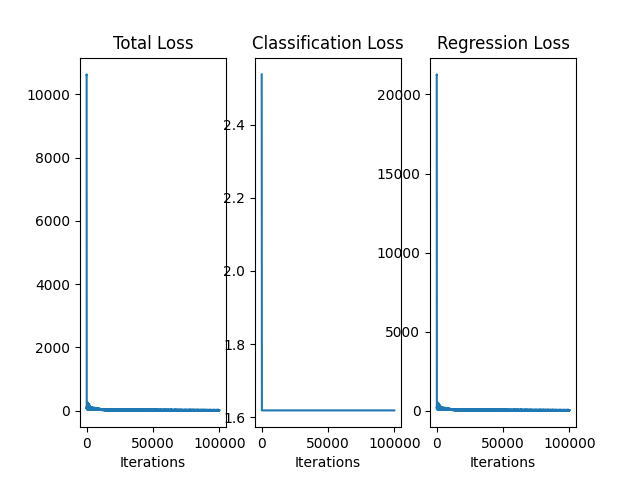 Total Loss
Classification Loss
Regression Loss
10000
8000
6000
4000
2000
0
2.4
2.2
2.0
1.8
1.6
20000
15000
10000
5000
0
0 50000 100000
0 50000 100000
0 50000 100000
Iterations
Iterations
Iterations